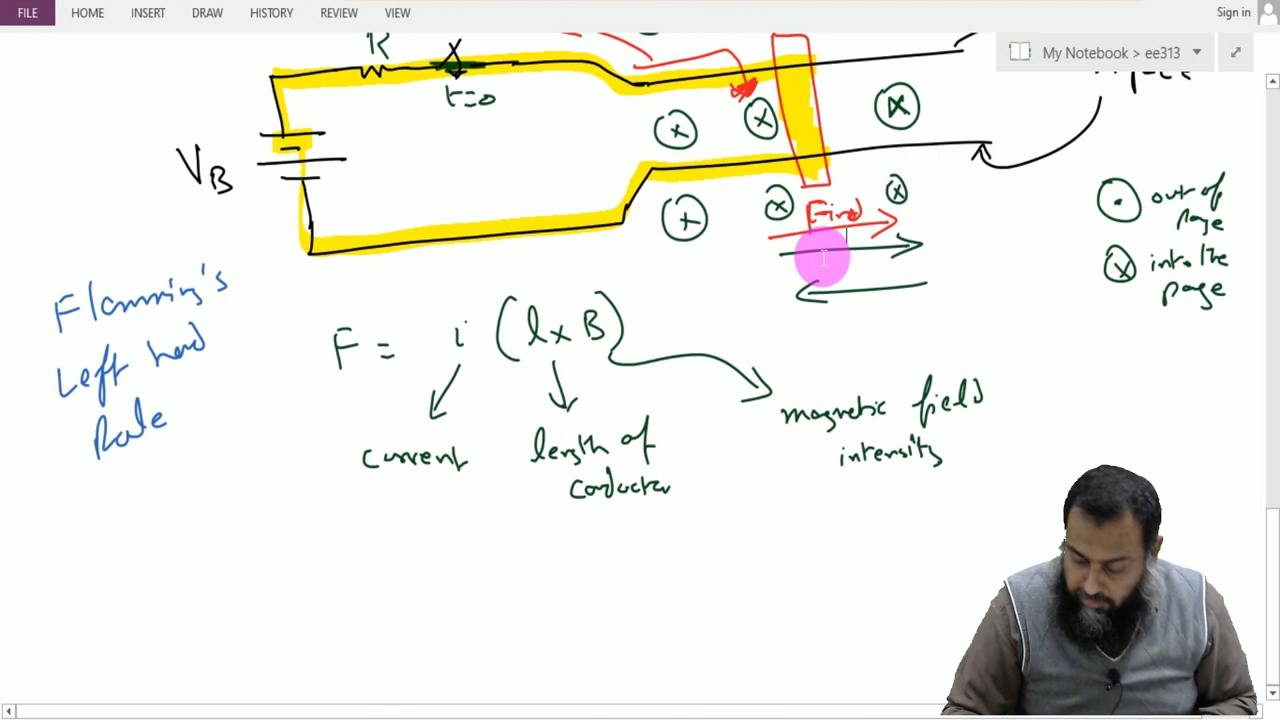 FILE HOME INSERT DRAW HISTORY REVIEW VIEW
Sign in
My Notebook > ee313
R
t=0
VB
Find
out of
page
into the
page
Flamming's
Left hand
Rule
F = i (l x B)
current
length of
conductor
magnetic field
intensity